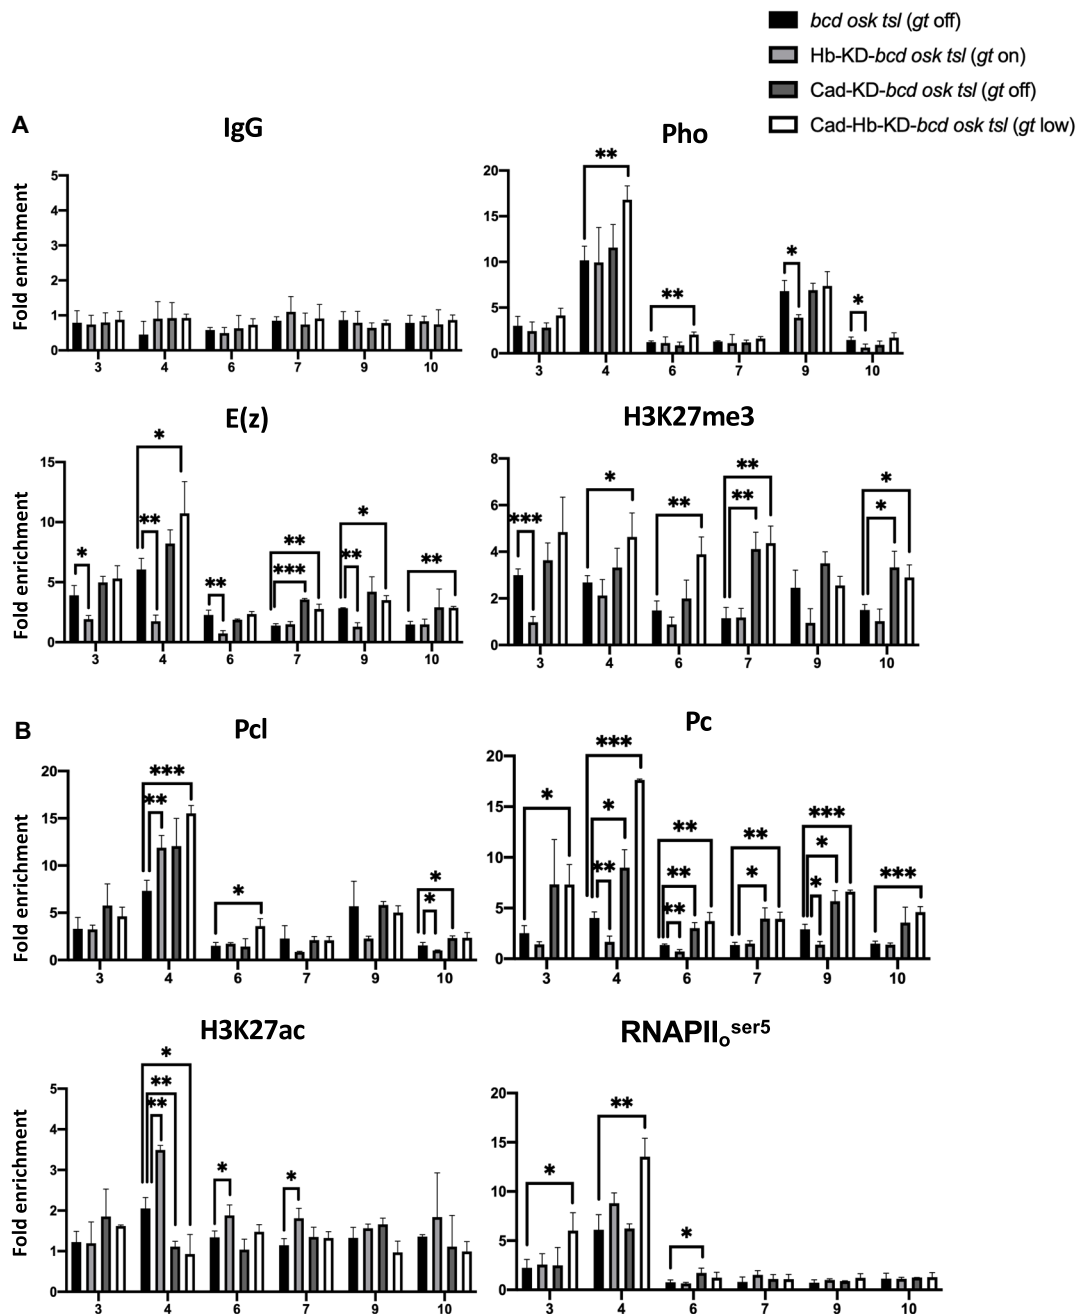 bcd osk tsl (gt off)
Hb-KD-bcd osk tsl (gt on)
Cad-KD-bcd osk tsl (gt off)
Cad-Hb-KD-bcd osk tsl (gt low)
A
IgG
Fold enrichment
5
4
3
2
1
0
3 4 6 7 9 10
Pho
20
15
10
5
0
** ** * *
3 4 6 7 9 10
E(z)
Fold enrichment
15
10
5
0
* ** * ** *** ** ** * **
3 4 6 7 9 10
H3K27me3
8
6
4
2
0
*** * ** ** ** * *
3 4 6 7 9 10
B
Pcl
Fold enrichment
20
15
10
5
0
** *** * * *
3 4 6 7 9 10
Pc
20
15
10
5
0
* ** * *** ** ** ** * ** * * *** ***
3 4 6 7 9 10
H3K27ac
Fold enrichment
5
4
3
2
1
0
** ** * * *
3 4 6 7 9 10
RNAPIIo ser5
20
15
10
5
0
* ** *
3 4 6 7 9 10